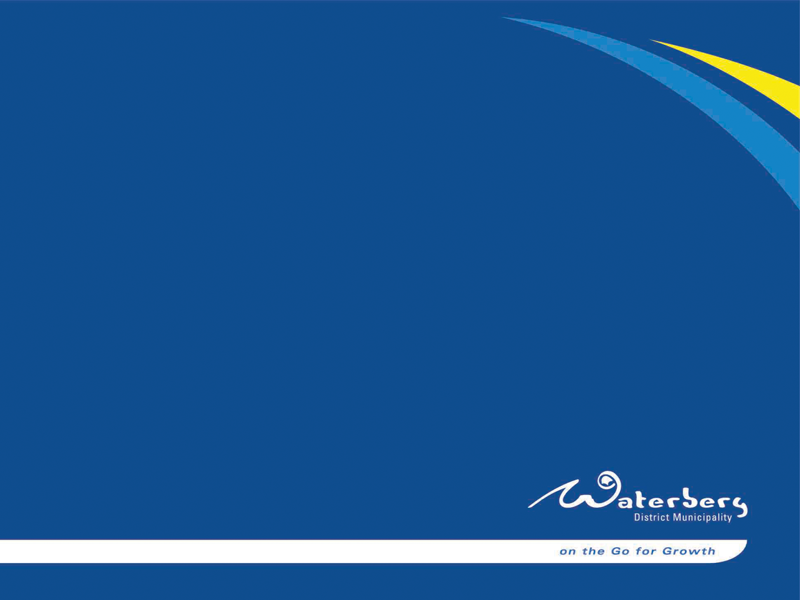 Waterberg
District Municipality
on the Go for Growth